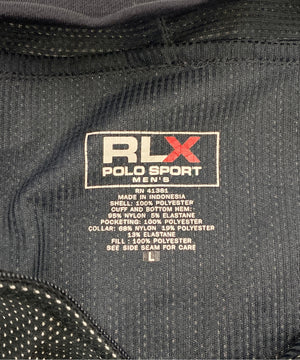 RLX
POLO SPORT
MEN'S
RN 41381
MADE IN INDONESIA
SHELL: 100% POLYESTER
CUFF AND BOTTOM HEM:
95% NYLON 5% ELASTANE
POCKETING: 100% POLYESTER
COLLAR: 68% NYLON 19% POLYESTER
13% ELASTANE
FILL: 100% POLYESTER
SEE SIDE SEAM FOR CARE
L